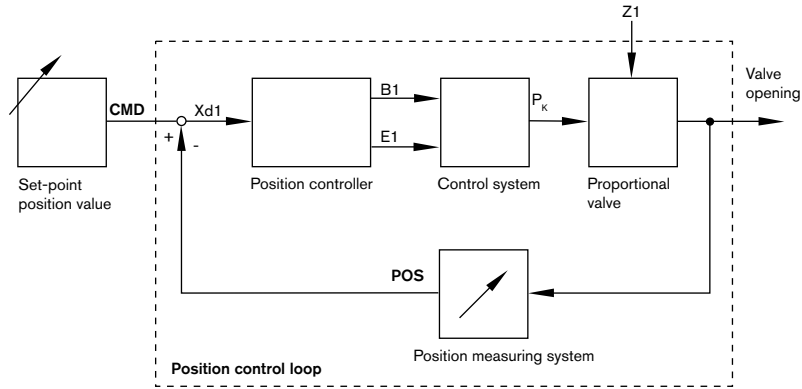 Z1
Valve
opening
CMD
Xd1
B1
E1
PK
+
-
Set-point
position value
Position controller
Control system
Proportional
valve
POS
Position measuring system
Position control loop